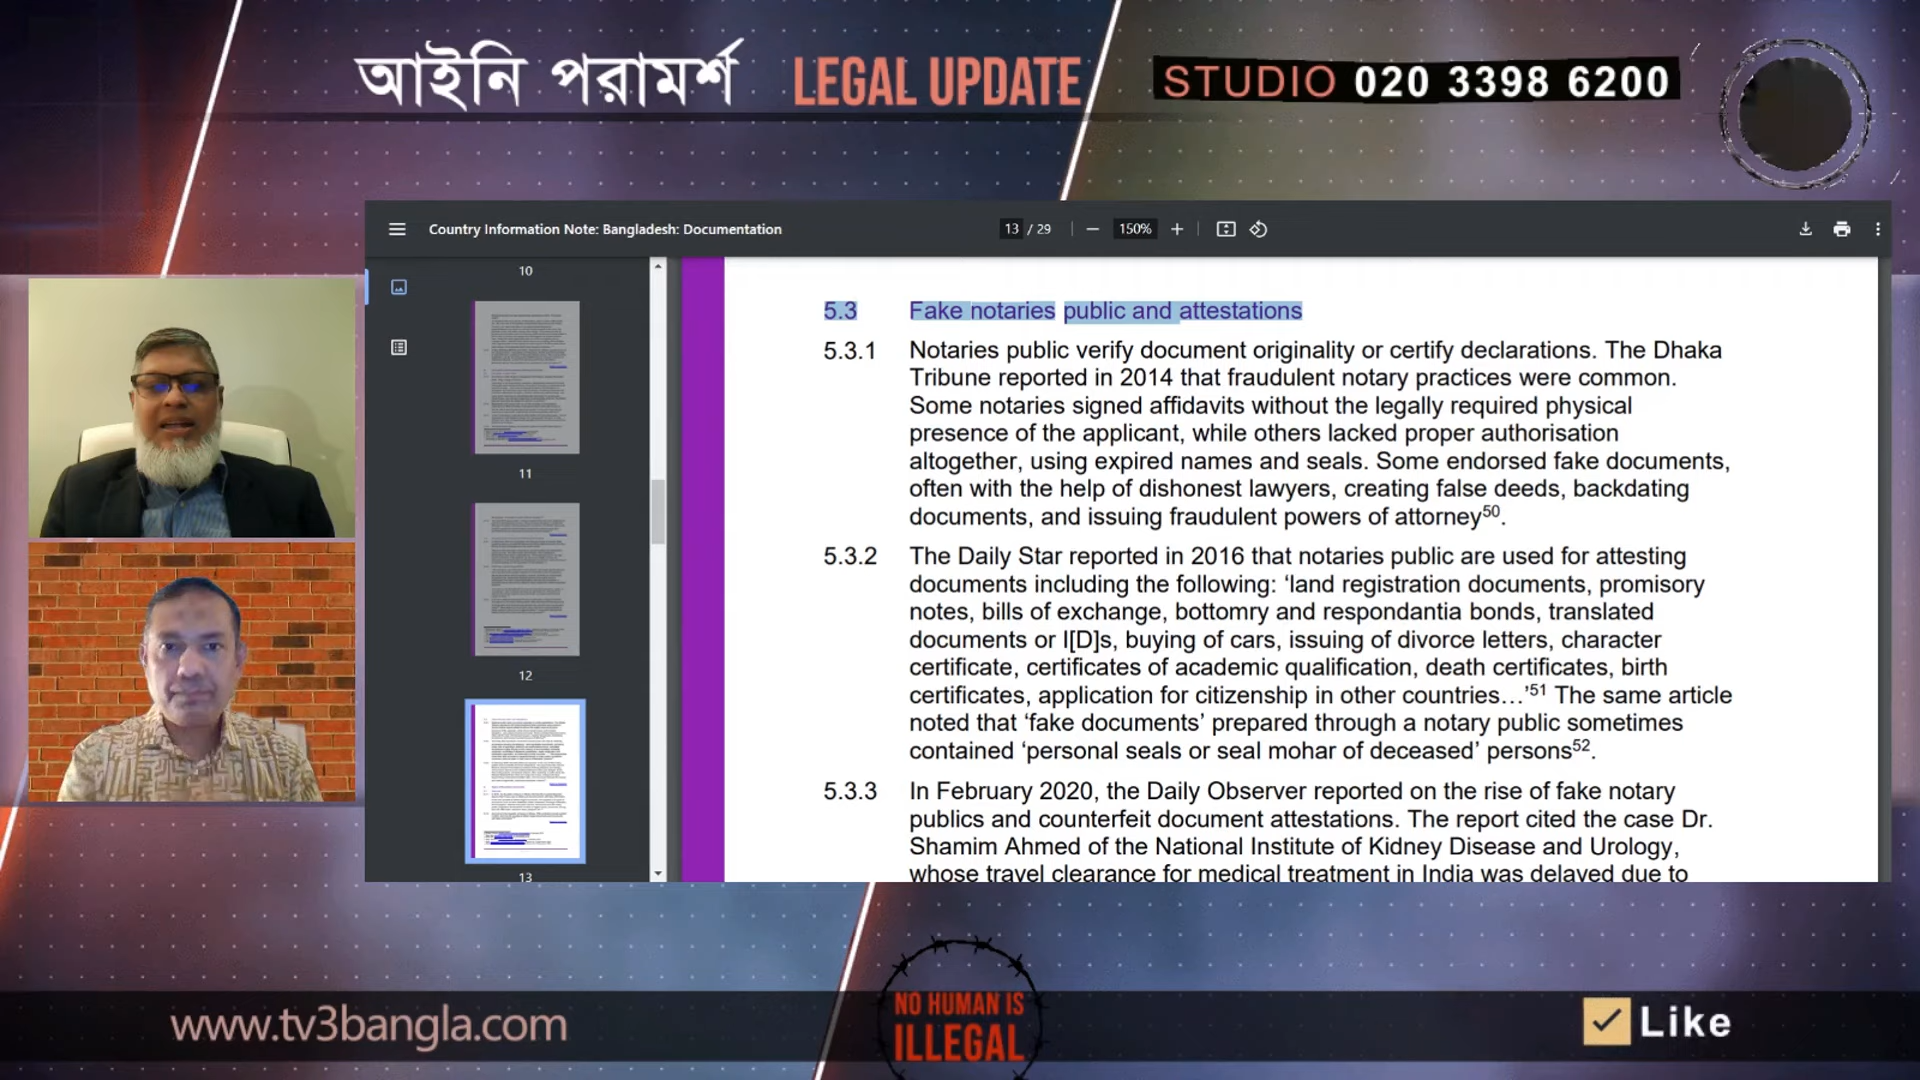 আইনি পরামর্শ LEGAL UPDATE
STUDIO 020 3398 6200
Country Information Note: Bangladesh: Documentation
13 / 29
150%
10
11
12
13
5.3 Fake notaries public and attestations
5.3.1 Notaries public verify document originality or certify declarations. The Dhaka
Tribune reported in 2014 that fraudulent notary practices were common.
Some notaries signed affidavits without the legally required physical
presence of the applicant, while others lacked proper authorisation
altogether, using expired names and seals. Some endorsed fake documents,
often with the help of dishonest lawyers, creating false deeds, backdating
documents, and issuing fraudulent powers of attorney50.
5.3.2 The Daily Star reported in 2016 that notaries public are used for attesting
documents including the following: ‘land registration documents, promisory
notes, bills of exchange, bottomry and respondantia bonds, translated
documents or I[D]s, buying of cars, issuing of divorce letters, character
certificate, certificates of academic qualification, death certificates, birth
certificates, application for citizenship in other countries…’51 The same article
noted that ‘fake documents’ prepared through a notary public sometimes
contained ‘personal seals or seal mohar of deceased’ persons52.
5.3.3 In February 2020, the Daily Observer reported on the rise of fake notary
publics and counterfeit document attestations. The report cited the case Dr.
Shamim Ahmed of the National Institute of Kidney Disease and Urology,
whose travel clearance for medical treatment in India was delayed due to
www.tv3bangla.com
NO HUMAN IS
ILLEGAL
Like